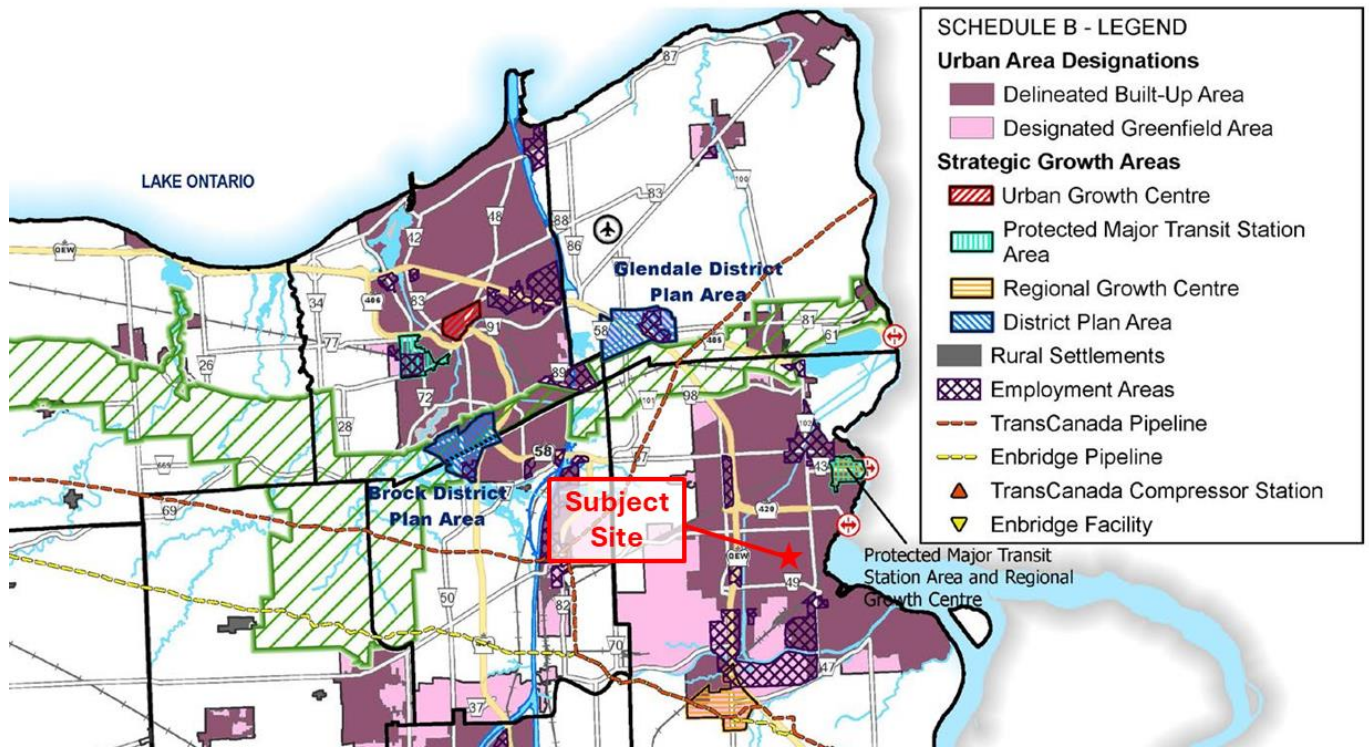 SCHEDULE B - LEGEND
Urban Area Designations
Delineated Built-Up Area
Designated Greenfield Area
Strategic Growth Areas
Urban Growth Centre
Protected Major Transit Station
Area
Regional Growth Centre
District Plan Area
Rural Settlements
Employment Areas
TransCanada Pipeline
Enbridge Pipeline
TransCanada Compressor Station
Enbridge Facility
LAKE ONTARIO
87
100
83
48
42
88
86
QEW
Glendale District
Plan Area
34
406
83
91
58
81
61
405
77
26
72
89
98
101
28
102
58
57
43
669
69
Brock District
Plan Area
420
Subject
Site
QEW
49
Protected Major Transit
Station Area and Regional
Growth Centre
50
82
70
47
37